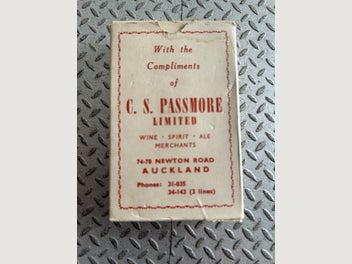 With the
Compliments
of
C. S. PASSMORE
LIMITED
WINE · SPIRIT · ALE
MERCHANTS
74-78 NEWTON ROAD
AUCKLAND
Phones: 31-035
34-143 (3 lines)